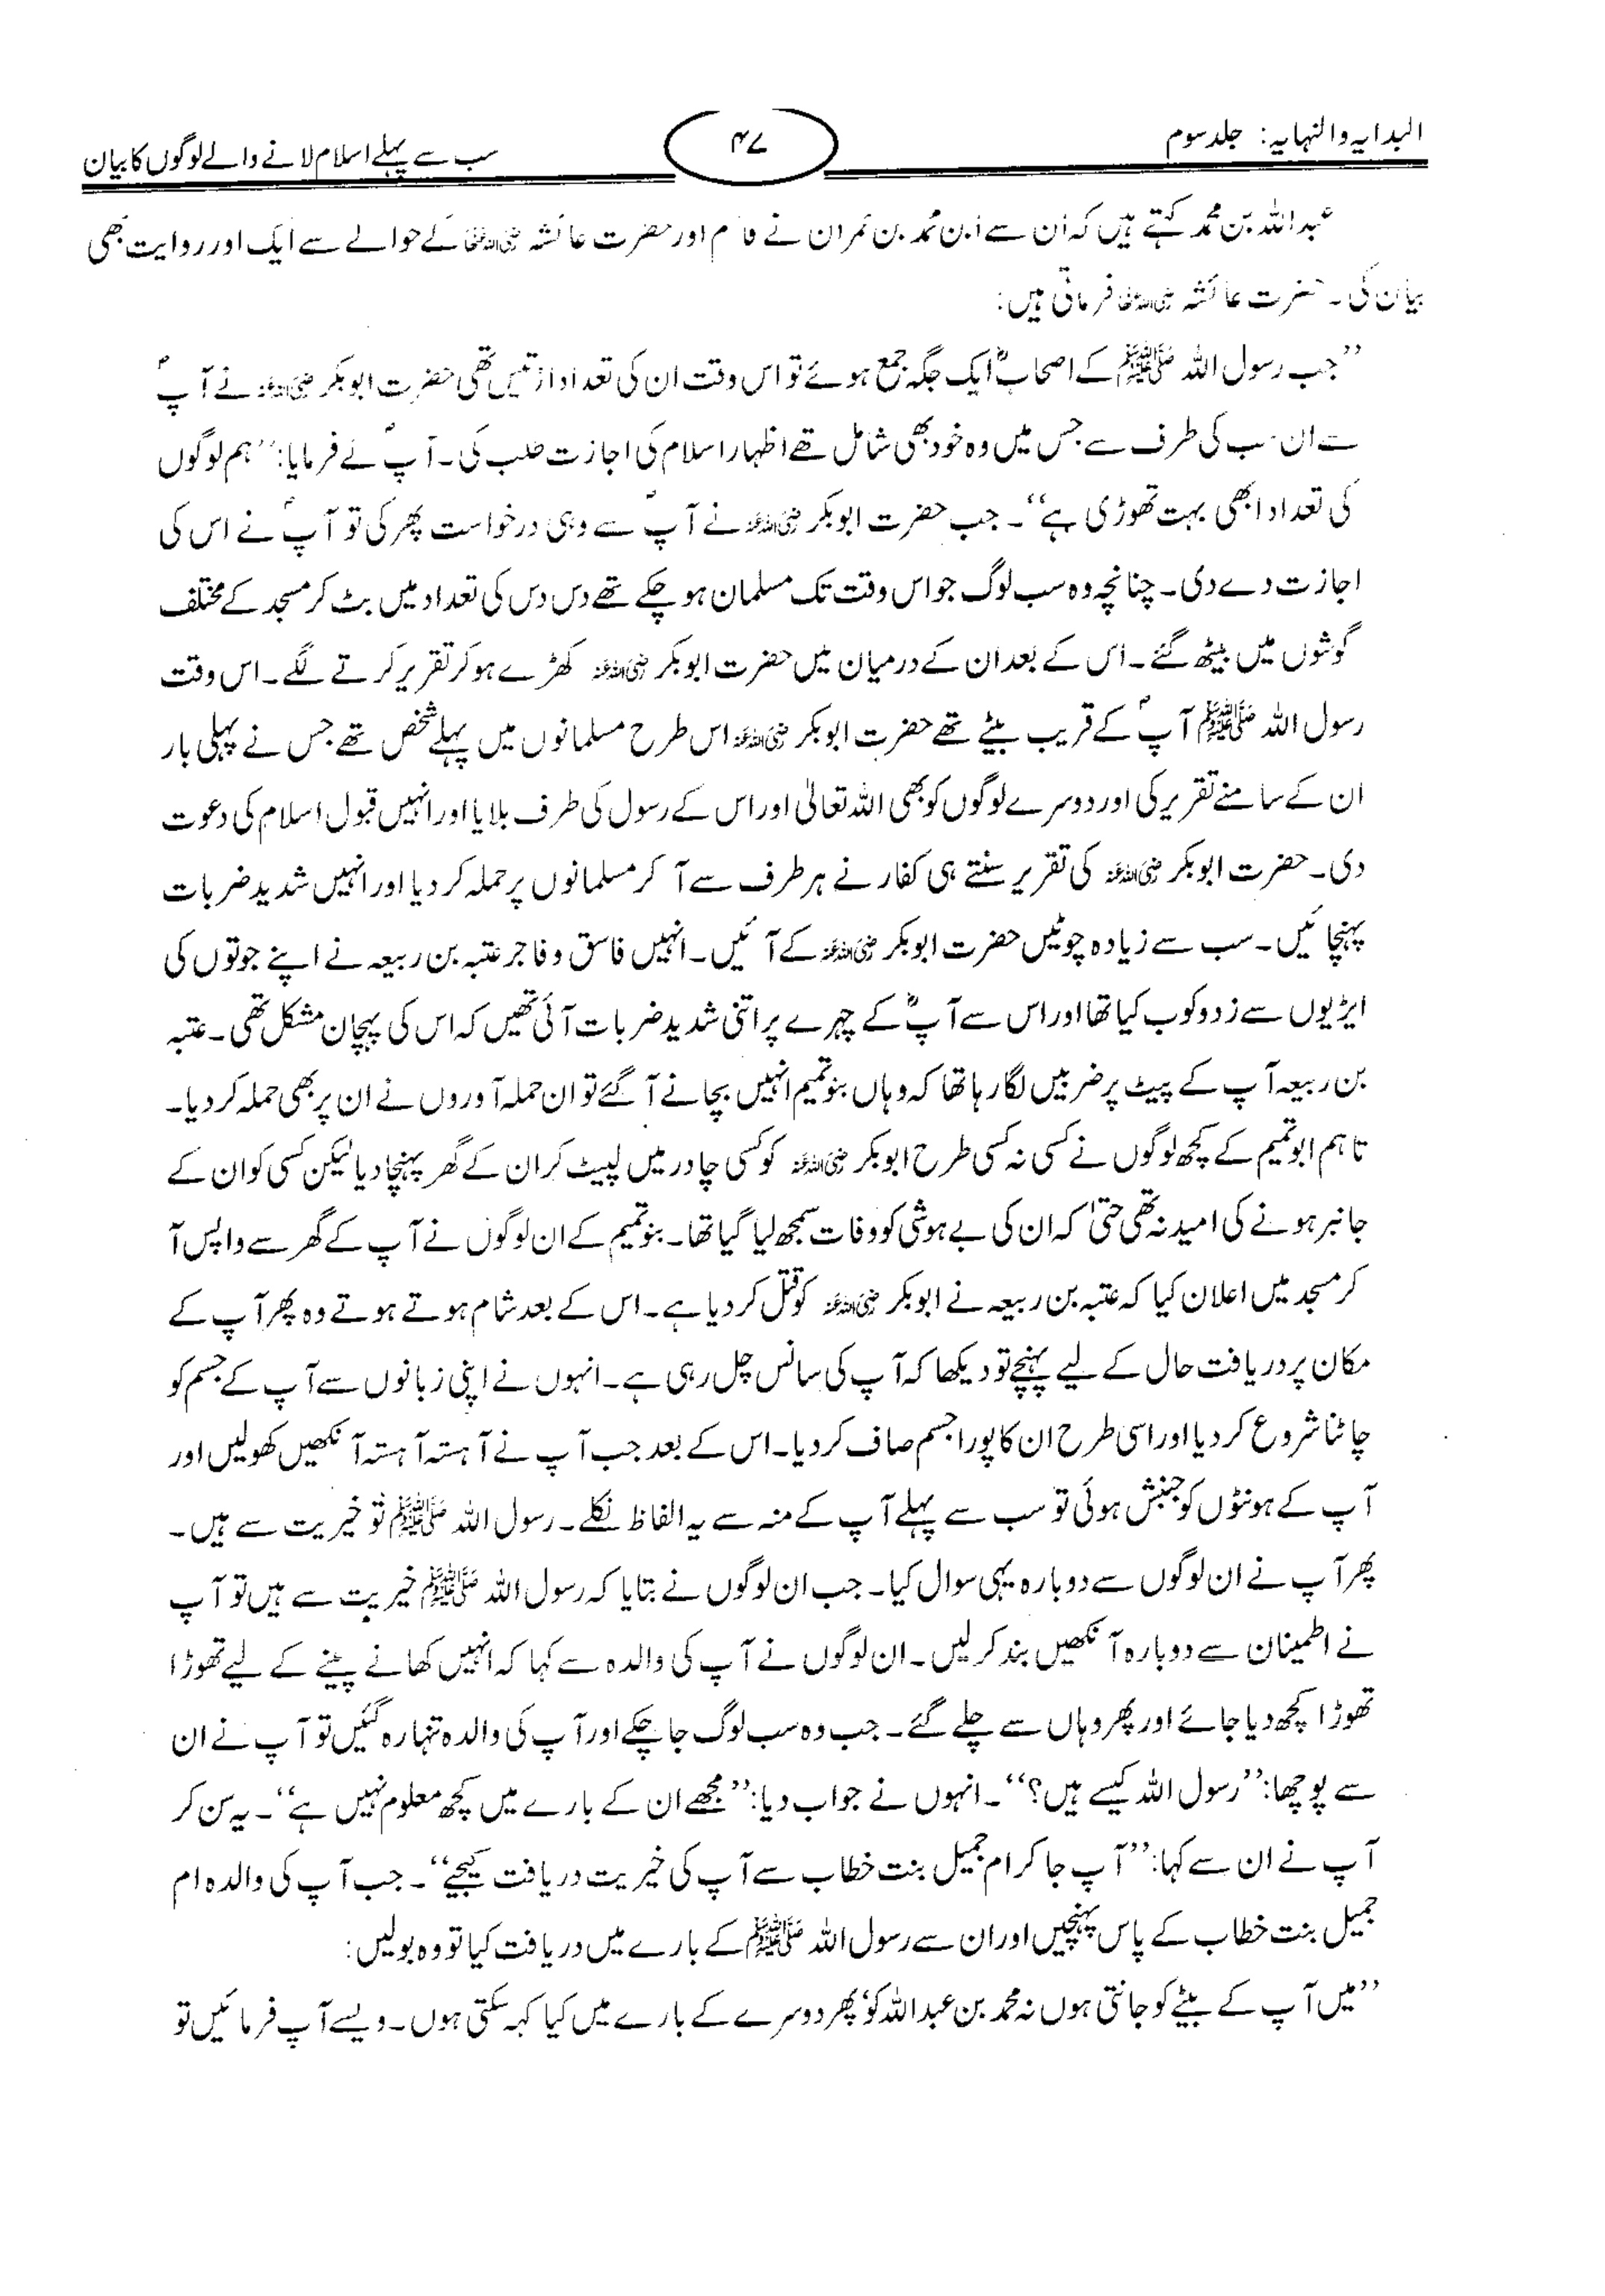 البدایہ والنہایہ: جلد سوم
۴۷
سب سے پہلے اسلام لانے والے لوگوں کا بیان
عبداللہ بن محمد کہتے ہیں کہ ان سے ابن محمد بن عمران نے قاسم اور حضرت عائشہ رضی اللہ عنہا کے حوالے سے ایک اور روایت بھی
بیان کی۔ حضرت عائشہ رضی اللہ عنہا فرماتی ہیں:
’’جب رسول اللہ ﷺ کے اصحابؓ ایک جگہ جمع ہوئے تو اس وقت ان کی تعداد اڑتیس تھی حضرت ابوبکر رضی اللہ عنہ نے آپؐ
سے ان سب کی طرف سے جس میں وہ خود بھی شامل تھے اظہار اسلام کی اجازت طلب کی۔ آپؐ نے فرمایا: ’’ہم لوگوں
کی تعداد ابھی بہت تھوڑی ہے‘‘۔ جب حضرت ابوبکر رضی اللہ عنہ نے آپؐ سے وہی درخواست پھر کی تو آپؐ نے اس کی
اجازت دے دی۔ چنانچہ وہ سب لوگ جو اس وقت تک مسلمان ہو چکے تھے دس دس کی تعداد میں بٹ کر مسجد کے مختلف
گوشوں میں بیٹھ گئے۔ اس کے بعد ان کے درمیان میں حضرت ابوبکر رضی اللہ عنہ کھڑے ہو کر تقریر کرتے لگے۔ اس وقت
رسول اللہ ﷺ آپؐ کے قریب بیٹے تھے حضرت ابوبکر رضی اللہ عنہ اس طرح مسلمانوں میں پہلے شخص تھے جس نے پہلی بار
ان کے سامنے تقریر کی اور دوسرے لوگوں کو بھی اللہ تعالیٰ اور اس کے رسول کی طرف بلایا اور انہیں قبول اسلام کی دعوت
دی۔ حضرت ابوبکر رضی اللہ عنہ کی تقریر سنتے ہی کفار نے ہر طرف سے آ کر مسلمانوں پر حملہ کر دیا اور انہیں شدید ضربات
پہنچائیں۔ سب سے زیادہ چوٹیں حضرت ابوبکر رضی اللہ عنہ کے آئیں۔ انہیں فاسق و فاجر عتبہ بن ربیعہ نے اپنے جوتوں کی
ایڑیوں سے زدوکوب کیا تھا اور اس سے آپؓ کے چہرے پر اتنی شدید ضربات آئی تھیں کہ اس کی پہچان مشکل تھی۔ عتبہ
بن ربیعہ آپ کے پیٹ پر ضربیں لگا رہا تھا کہ وہاں بنوتمیم انہیں بچانے آ گئے تو ان حملہ آوروں نے ان پر بھی حملہ کر دیا۔
تاہم ابوتمیم کے کچھ لوگوں نے کسی نہ کسی طرح ابوبکر رضی اللہ عنہ کو کسی چادر میں لپیٹ کر ان کے گھر پہنچا دیا لیکن کسی کو ان کے
جانبر ہونے کی امید نہ تھی حتیٰ کہ ان کی بے ہوشی کو وفات سمجھ لیا گیا تھا۔ بنوتمیم کے ان لوگوں نے آپ کے گھر سے واپس آ
کر مسجد میں اعلان کیا کہ عتبہ بن ربیعہ نے ابوبکر رضی اللہ عنہ کو قتل کر دیا ہے۔ اس کے بعد شام ہوتے ہوتے وہ پھر آپ کے
مکان پر دریافت حال کے لیے پہنچے تو دیکھا کہ آپ کی سانس چل رہی ہے۔ انہوں نے اپنی زبانوں سے آپ کے جسم کو
چاٹنا شروع کر دیا اور اسی طرح ان کا پورا جسم صاف کر دیا۔ اس کے بعد جب آپ نے آہستہ آہستہ آنکھیں کھولیں اور
آپ کے ہونٹوں کو جنبش ہوئی تو سب سے پہلے آپ کے منہ سے یہ الفاظ نکلے۔ رسول اللہ ﷺ تو خیریت سے ہیں۔
پھر آپ نے ان لوگوں سے دوبارہ یہی سوال کیا۔ جب ان لوگوں نے بتایا کہ رسول اللہ ﷺ خیریت سے ہیں تو آپ
نے اطمینان سے دوبارہ آنکھیں بند کر لیں۔ ان لوگوں نے آپ کی والدہ سے کہا کہ انہیں کھانے پینے کے لیے تھوڑا
تھوڑا کچھ دیا جائے اور پھر وہاں سے چلے گئے۔ جب وہ سب لوگ جا چکے اور آپ کی والدہ تنہا رہ گئیں تو آپ نے ان
سے پوچھا: ’’رسول اللہ کیسے ہیں؟‘‘۔ انہوں نے جواب دیا: ’’مجھے ان کے بارے میں کچھ معلوم نہیں ہے‘‘۔ یہ سن کر
آپ نے ان سے کہا: ’’آپ جا کر ام جمیل بنت خطاب سے آپ کی خیریت دریافت کیجیے‘‘۔ جب آپ کی والدہ ام
جمیل بنت خطاب کے پاس پہنچیں اور ان سے رسول اللہ ﷺ کے بارے میں دریافت کیا تو وہ بولیں:
’’میں آپ کے بیٹے کو جانتی ہوں نہ محمد بن عبداللہ کو‘ پھر دوسرے کے بارے میں کیا کہہ سکتی ہوں۔ ویسے آپ فرمائیں تو